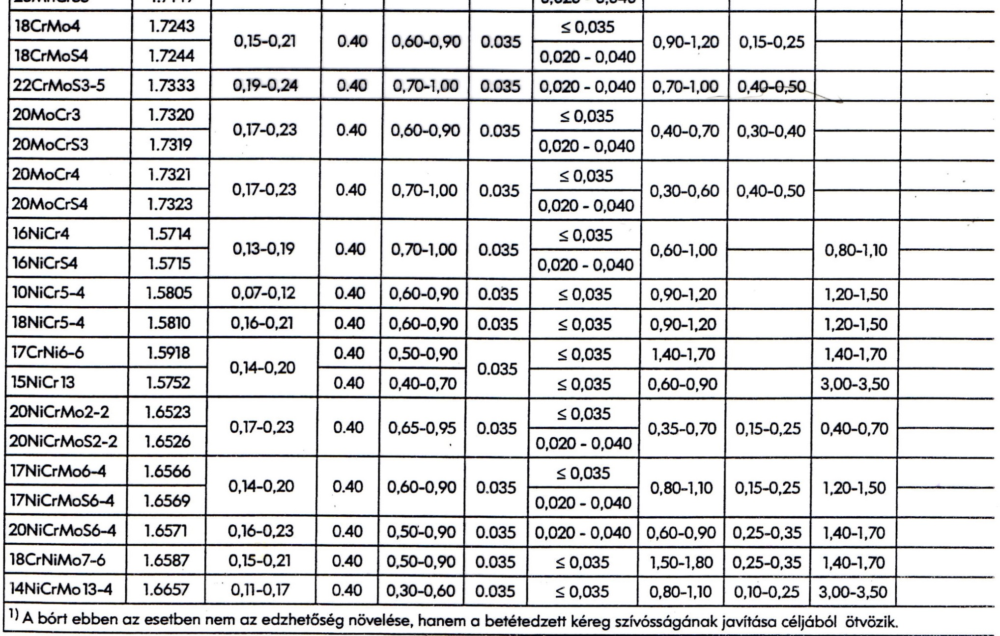 0,020 - 0,040
18CrMo4 1.7243 0,15-0,21 0.40 0,60-0,90 0.035 ≤ 0,035 0,90-1,20 0,15-0,25
18CrMoS4 1.7244 0,020 - 0,040
22CrMoS3-5 1.7333 0,19-0,24 0.40 0,70-1,00 0.035 0,020 - 0,040 0,70-1,00 0,40-0,50
20MoCr3 1.7320 0,17-0,23 0.40 0,60-0,90 0.035 ≤ 0,035 0,40-0,70 0,30-0,40
20MoCrS3 1.7319 0,020 - 0,040
20MoCr4 1.7321 0,17-0,23 0.40 0,70-1,00 0.035 ≤ 0,035 0,30-0,60 0,40-0,50
20MoCrS4 1.7323 0,020 - 0,040
16NiCr4 1.5714 0,13-0,19 0.40 0,70-1,00 0.035 ≤ 0,035 0,60-1,00 0,80-1,10
16NiCrS4 1.5715 0,020 - 0,040
10NiCr5-4 1.5805 0,07-0,12 0.40 0,60-0,90 0.035 ≤ 0,035 0,90-1,20 1,20-1,50
18NiCr5-4 1.5810 0,16-0,21 0.40 0,60-0,90 0.035 ≤ 0,035 0,90-1,20 1,20-1,50
17CrNi6-6 1.5918 0,14-0,20 0.40 0,50-0,90 0.035 ≤ 0,035 1,40-1,70 1,40-1,70
15NiCr13 1.5752 0.40 0,40-0,70 ≤ 0,035 0,60-0,90 3,00-3,50
20NiCrMo2-2 1.6523 0,17-0,23 0.40 0,65-0,95 0.035 ≤ 0,035 0,35-0,70 0,15-0,25 0,40-0,70
20NiCrMoS2-2 1.6526 0,020 - 0,040
17NiCrMo6-4 1.6566 0,14-0,20 0.40 0,60-0,90 0.035 ≤ 0,035 0,80-1,10 0,15-0,25 1,20-1,50
17NiCrMoS6-4 1.6569 0,020 - 0,040
20NiCrMoS6-4 1.6571 0,16-0,23 0.40 0,50-0,90 0.035 0,020 - 0,040 0,60-0,90 0,25-0,35 1,40-1,70
18CrNiMo7-6 1.6587 0,15-0,21 0.40 0,50-0,90 0.035 ≤ 0,035 1,50-1,80 0,25-0,35 1,40-1,70
14NiCrMo13-4 1.6657 0,11-0,17 0.40 0,30-0,60 0.035 ≤ 0,035 0,80-1,10 0,10-0,25 3,00-3,50
1) A bórt ebben az esetben nem az edzhetőség növelése, hanem a betétedzett kéreg szívósságának javítása céljából ötvözik.